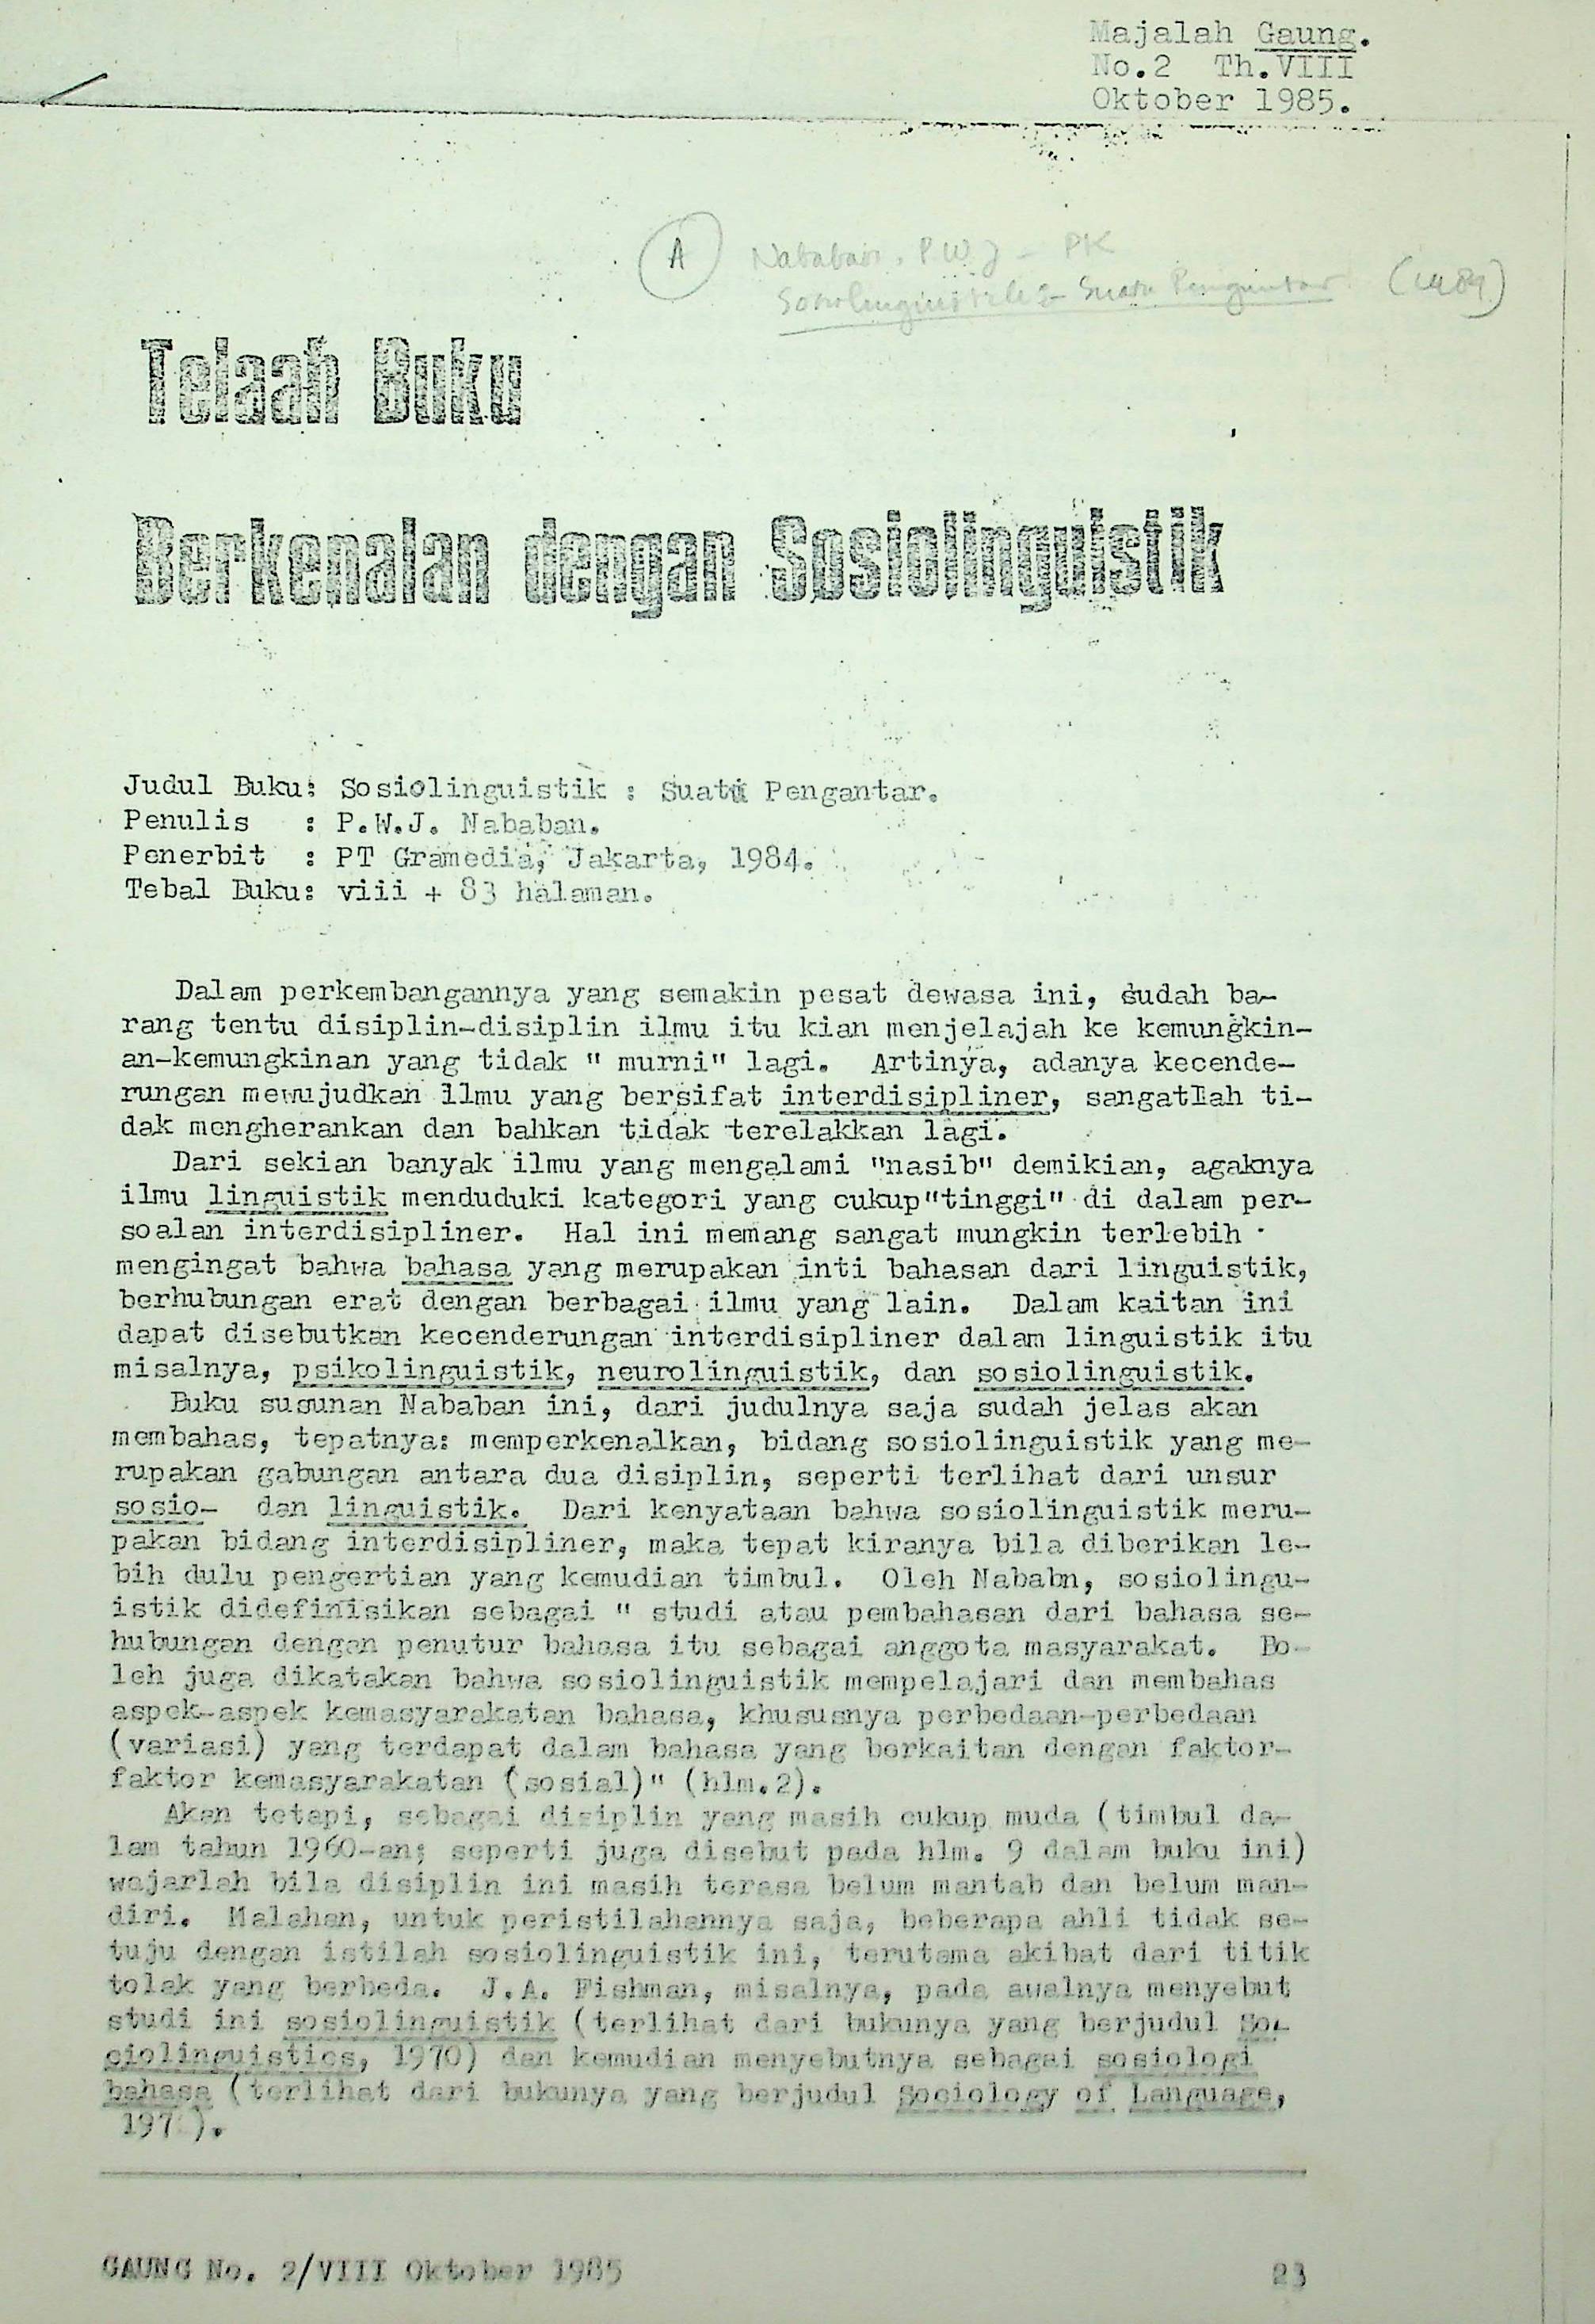 Majalah Gaung.
No.2 Th.VIII
Oktober 1985.
A Nababan, PWJ - PK
Sosiolinguistik: Suatu Pengantar (1984)
Telaah Buku
Berkenalan dengan Sosiolinguistik
Judul Buku: Sosiolinguistik : Suatu Pengantar.
Penulis : P.W.J. Nababan.
Penerbit : PT Gramedia, Jakarta, 1984.
Tebal Buku: viii + 83 halaman.
Dalam perkembangannya yang semakin pesat dewasa ini, sudah ba-
rang tentu disiplin-disiplin ilmu itu kian menjelajah ke kemungkin-
an-kemungkinan yang tidak " murni" lagi. Artinya, adanya kecende-
rungan mewujudkan ilmu yang bersifat interdisipliner, sangatlah ti-
dak mengherankan dan bahkan tidak terelakkan lagi.
Dari sekian banyak ilmu yang mengalami "nasib" demikian, agaknya
ilmu linguistik menduduki kategori yang cukup"tinggi" di dalam per-
soalan interdisipliner. Hal ini memang sangat mungkin terlebih
mengingat bahwa bahasa yang merupakan inti bahasan dari linguistik,
berhubungan erat dengan berbagai ilmu yang lain. Dalam kaitan ini
dapat disebutkan kecenderungan interdisipliner dalam linguistik itu
misalnya, psikolinguistik, neurolinguistik, dan sosiolinguistik.
Buku susunan Nababan ini, dari judulnya saja sudah jelas akan
membahas, tepatnya: memperkenalkan, bidang sosiolinguistik yang me-
rupakan gabungan antara dua disiplin, seperti terlihat dari unsur
sosio- dan linguistik. Dari kenyataan bahwa sosiolinguistik meru-
pakan bidang interdisipliner, maka tepat kiranya bila diberikan le-
bih dulu pengertian yang kemudian timbul. Oleh Nababn, sosiolingu-
istik didefinisikan sebagai " studi atau pembahasan dari bahasa se-
hubungan dengan penutur bahasa itu sebagai anggota masyarakat. Bo-
leh juga dikatakan bahwa sosiolinguistik mempelajari dan membahas
aspek-aspek kemasyarakatan bahasa, khususnya perbedaan-perbedaan
(variasi) yang terdapat dalam bahasa yang berkaitan dengan faktor-
faktor kemasyarakatan (sosial)" (hlm.2).
Akan tetapi, sebagai disiplin yang masih cukup muda (timbul da-
lam tahun 1960-an; seperti juga disebut pada hlm. 9 dalam buku ini)
wajarlah bila disiplin ini masih terasa belum mantab dan belum man-
diri. Malahan, untuk peristilahannya saja, beberapa ahli tidak se-
tuju dengan istilah sosiolinguistik ini, terutama akibat dari titik
tolak yang berbeda. J.A. Fishman, misalnya, pada awalnya menyebut
studi ini sosiolinguistik (terlihat dari bukunya yang berjudul So-
ciolinguistics, 1970) dan kemudian menyebutnya sebagai sosiologi
bahasa (terlihat dari bukunya yang berjudul Sociology of Language,
GAUNG No. 2/VIII Oktober 1985 23